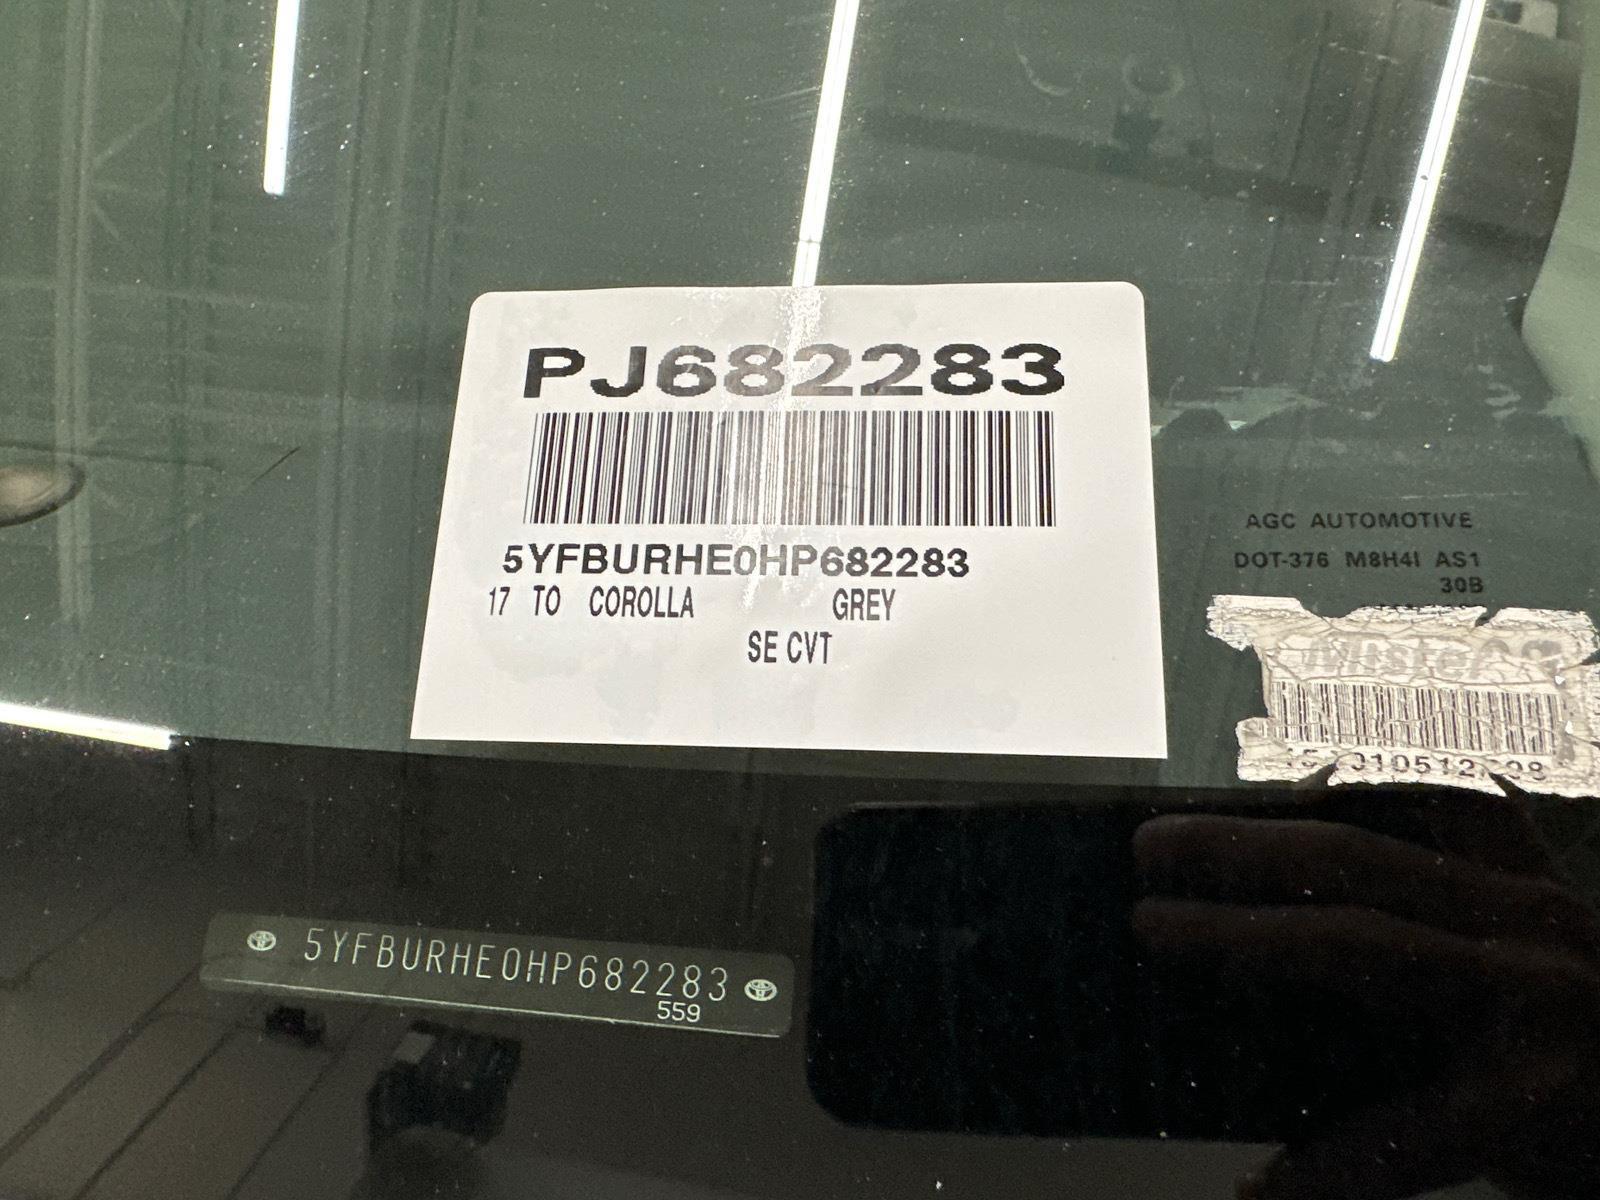 PJ682283
5YFBURHE0HP682283
17 TO COROLLA GREY
SE CVT
AGC AUTOMOTIVE
DOT-376 M8H4I AS1
30B
5YFBURHE0HP682283
559